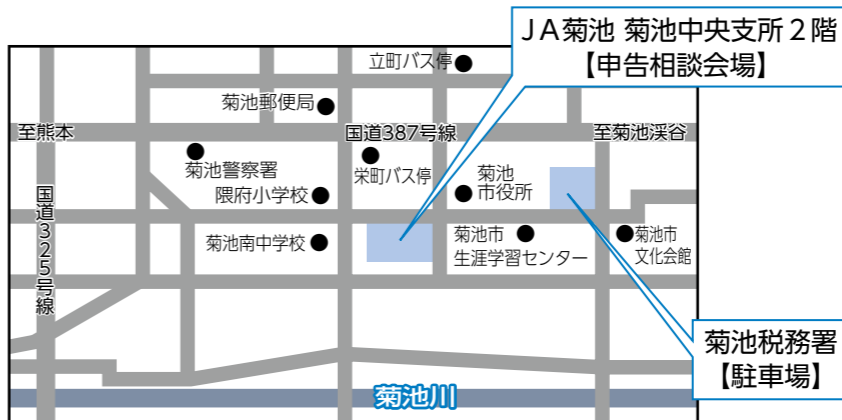 JA菊池 菊池中央支所2階
【申告相談会場】
立町バス停
菊池郵便局
至熊本
国道387号線
至菊池渓谷
菊池警察署
栄町バス停
菊池
市役所
隈府小学校
国道325号線
菊池南中学校
菊池市
生涯学習センター
菊池市
文化会館
菊池税務署
【駐車場】
菊池川